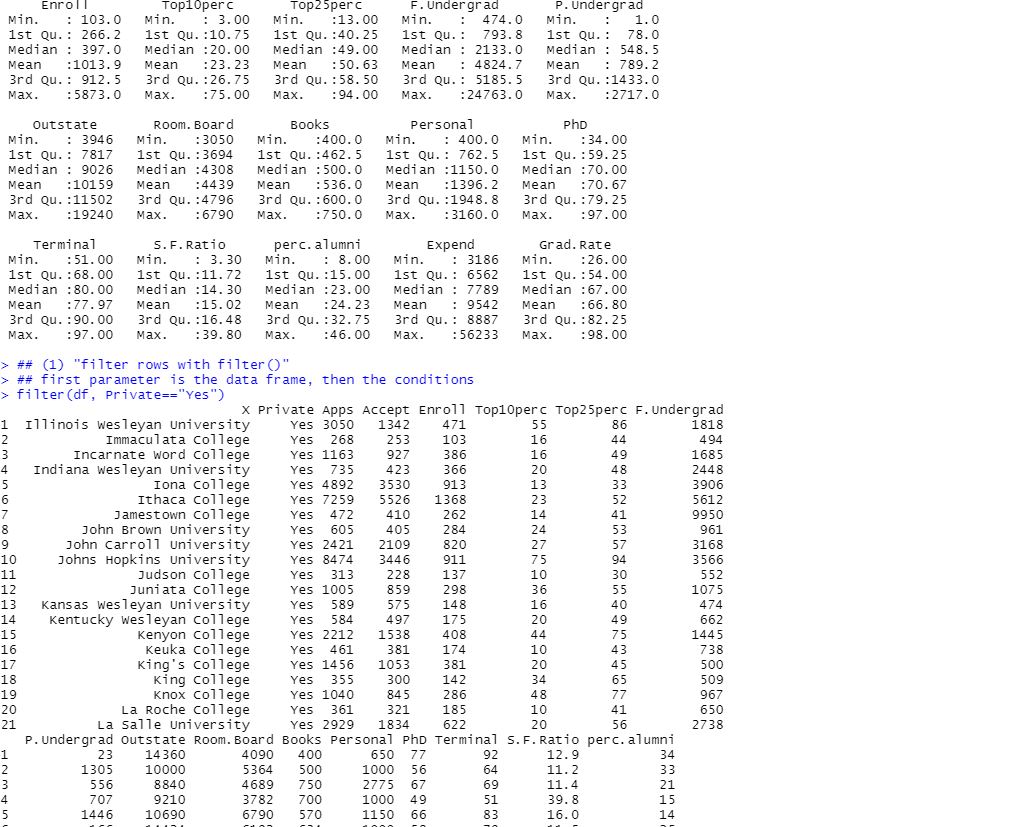 Enroll Top10perc Top25perc F.Undergrad P.Undergrad
Min. : 103.0 Min. : 3.00 Min. :13.00 Min. : 474.0 Min. : 1.0
1st Qu.: 266.2 1st Qu.:10.75 1st Qu.:40.25 1st Qu.: 793.8 1st Qu.: 78.0
Median : 397.0 Median :20.00 Median :49.00 Median : 2133.0 Median : 548.5
Mean :1013.9 Mean :23.23 Mean :50.63 Mean : 4824.7 Mean : 789.2
3rd Qu.: 912.5 3rd Qu.:26.75 3rd Qu.:58.50 3rd Qu.: 5185.5 3rd Qu.:1433.0
Max. :5873.0 Max. :75.00 Max. :94.00 Max. :24763.0 Max. :2717.0
Outstate Room.Board Books Personal PhD
Min. : 3946 Min. :3050 Min. :400.0 Min. : 400.0 Min. :34.00
1st Qu.: 7817 1st Qu.:3694 1st Qu.:462.5 1st Qu.: 762.5 1st Qu.:59.25
Median : 9026 Median :4308 Median :500.0 Median :1150.0 Median :70.00
Mean :10159 Mean :4439 Mean :536.0 Mean :1396.2 Mean :70.67
3rd Qu.:11502 3rd Qu.:4796 3rd Qu.:600.0 3rd Qu.:1948.8 3rd Qu.:79.25
Max. :19240 Max. :6790 Max. :750.0 Max. :3160.0 Max. :97.00
Terminal S.F.Ratio perc.alumni Expend Grad.Rate
Min. :51.00 Min. : 3.30 Min. : 8.00 Min. : 3186 Min. :26.00
1st Qu.:68.00 1st Qu.:11.72 1st Qu.:15.00 1st Qu.: 6562 1st Qu.:54.00
Median :80.00 Median :14.30 Median :23.00 Median : 7789 Median :67.00
Mean :77.97 Mean :15.02 Mean :24.23 Mean : 9542 Mean :66.80
3rd Qu.:90.00 3rd Qu.:16.48 3rd Qu.:32.75 3rd Qu.: 8887 3rd Qu.:82.25
Max. :97.00 Max. :39.80 Max. :46.00 Max. :56233 Max. :98.00
> ## (1) "filter rows with filter()"
> ## first parameter is the data frame, then the conditions
> filter(df, Private=="Yes")
X Private Apps Accept Enroll Top10perc Top25perc F.Undergrad
1 Illinois Wesleyan University Yes 3050 1342 471 55 86 1818
2 Immaculata College Yes 268 253 103 16 44 494
3 Incarnate Word College Yes 1163 927 386 16 49 1685
4 Indiana Wesleyan University Yes 735 423 366 20 48 2448
5 Iona College Yes 4892 3530 913 13 33 3906
6 Ithaca College Yes 7259 5526 1368 23 52 5612
7 Jamestown College Yes 472 410 262 14 41 9950
8 John Brown University Yes 605 405 284 24 53 961
9 John Carroll University Yes 2421 2109 820 27 57 3168
10 Johns Hopkins University Yes 8474 3446 911 75 94 3566
11 Judson College Yes 313 228 137 10 30 552
12 Juniata College Yes 1005 859 298 36 55 1075
13 Kansas Wesleyan University Yes 589 575 148 16 40 474
14 Kentucky Wesleyan College Yes 584 497 175 20 49 662
15 Kenyon College Yes 2212 1538 408 44 75 1445
16 Keuka College Yes 461 381 174 10 43 738
17 King's College Yes 1456 1053 381 20 45 500
18 King College Yes 355 300 142 34 65 509
19 Knox College Yes 1040 845 286 48 77 967
20 La Roche College Yes 361 321 185 10 41 650
21 La Salle University Yes 2929 1834 622 20 56 2738
P.Undergrad Outstate Room.Board Books Personal PhD Terminal S.F.Ratio perc.alumni
1 23 14360 4090 400 650 77 92 12.9 34
2 1305 10000 5364 500 1000 56 64 11.2 33
3 556 8840 4689 750 2775 67 69 11.4 21
4 707 9210 3782 700 1000 49 51 39.8 15
5 1446 10690 6790 570 1150 66 83 16.0 14